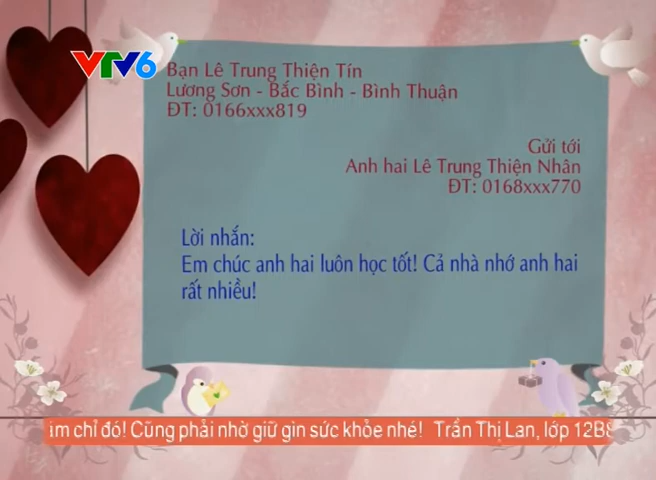 VTV6
Bạn Lê Trung Thiện Tín
Lương Sơn - Bắc Bình - Bình Thuận
ĐT: 0166xxx819
Gửi tới
Anh hai Lê Trung Thiện Nhân
ĐT: 0168xxx770
Lời nhắn:
Em chúc anh hai luôn học tốt! Cả nhà nhớ anh hai
rất nhiều!
chỉ đó! Cũng phải nhờ giữ gìn sức khỏe nhé! Trần Thị Lan, lớp 12B8